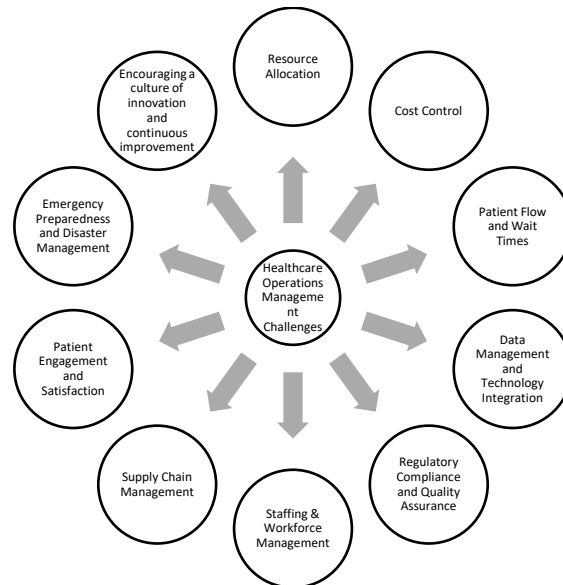 Resource
Allocation
Cost Control
Patient Flow
and Wait
Times
Data
Management
and
Technology
Integration
Regulatory
Compliance
and Quality
Assurance
Staffing &
Workforce
Management
Supply Chain
Management
Patient
Engagement
and
Satisfaction
Emergency
Preparedness
and Disaster
Management
Encouraging a
culture of
innovation
and
continuous
improvement
Healthcare
Operations
Manageme
nt
Challenges